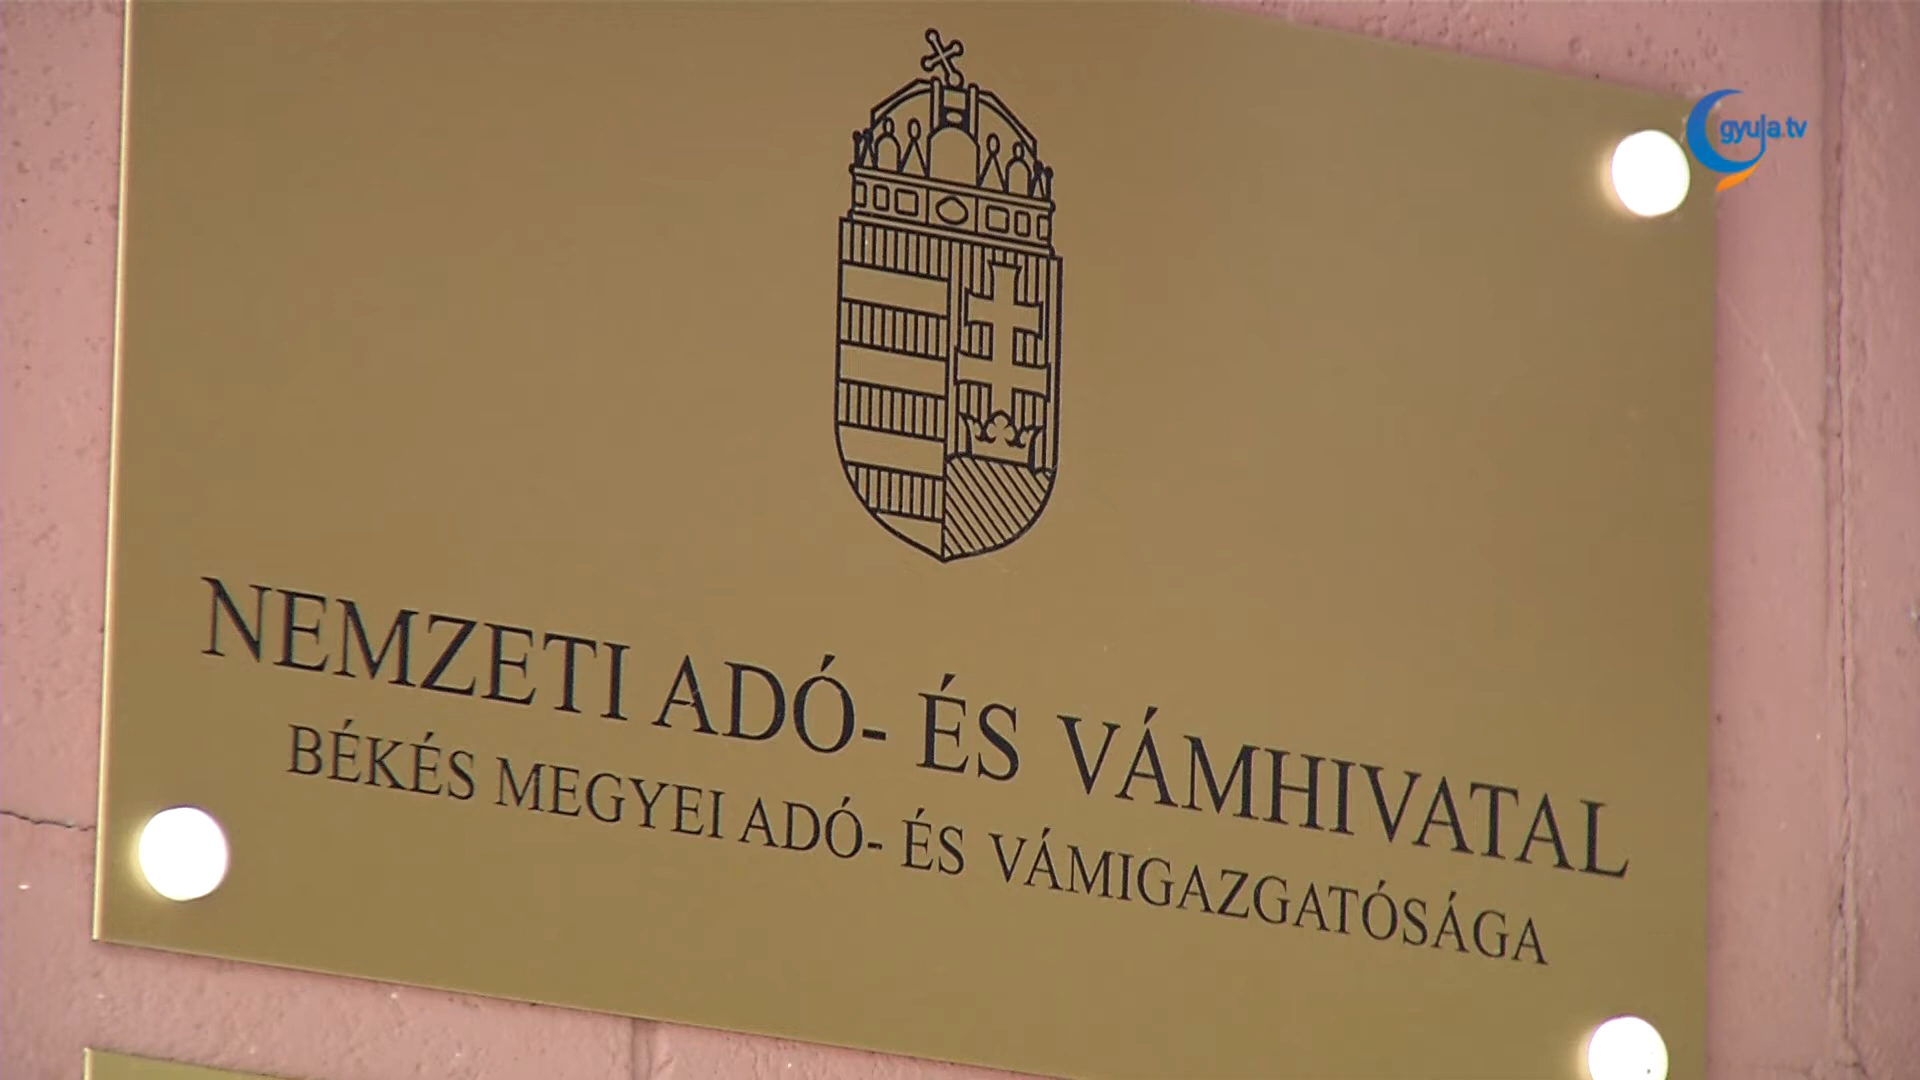 gyula.tv
NEMZETI ADÓ- ÉS VÁMHIVATAL
BÉKÉS MEGYEI ADÓ- ÉS VÁMIGAZGATÓSÁGA